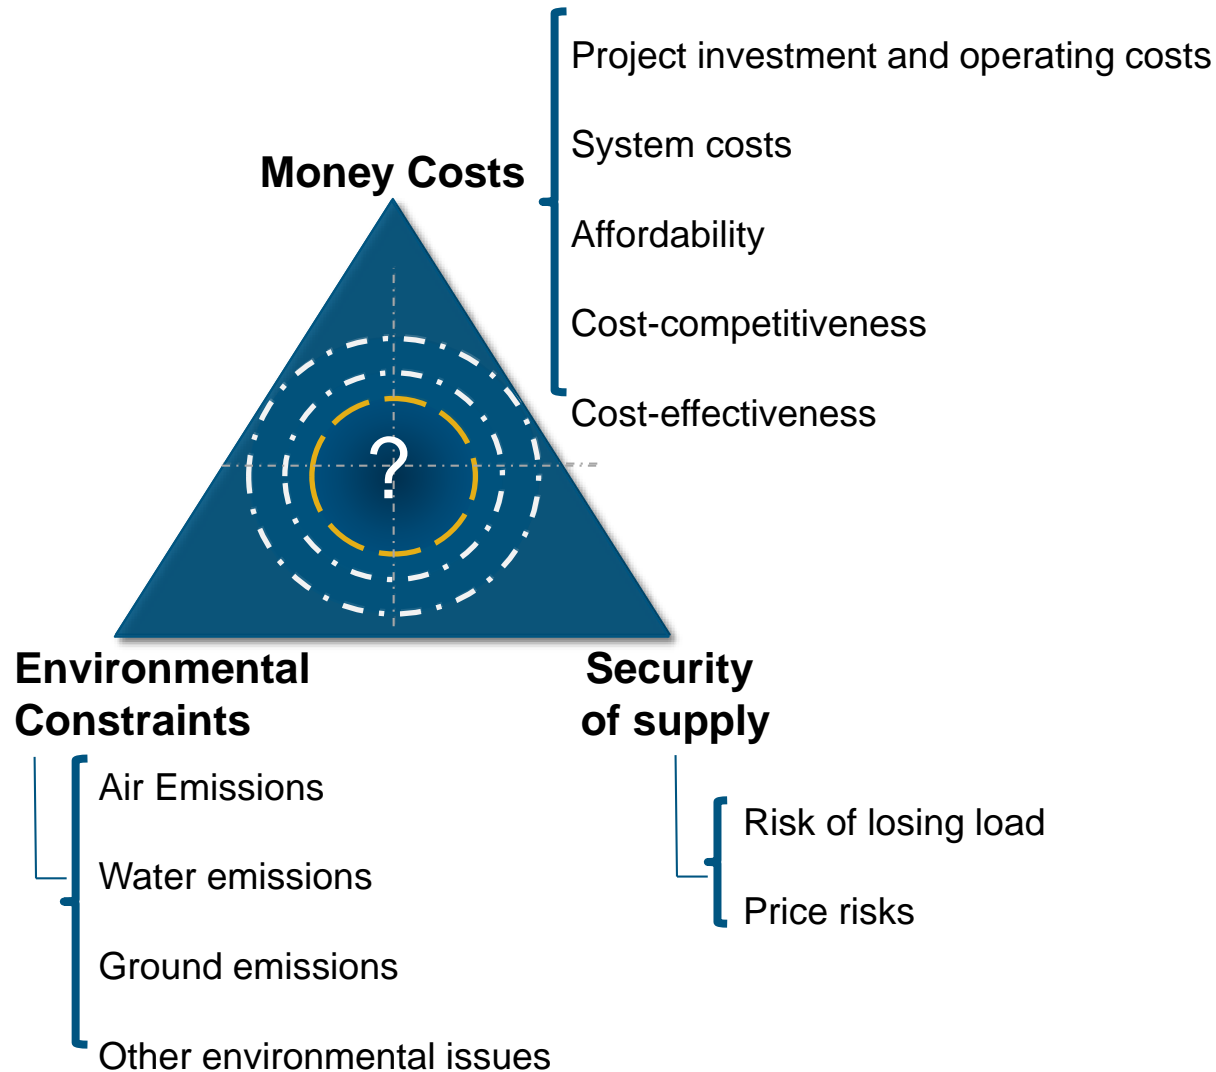 Project investment and operating costs
System costs
Money Costs
Affordability
Cost-competitiveness
Cost-effectiveness
?
Environmental
Constraints
Air Emissions
Water emissions
Ground emissions
Other environmental issues
Security
of supply
Risk of losing load
Price risks